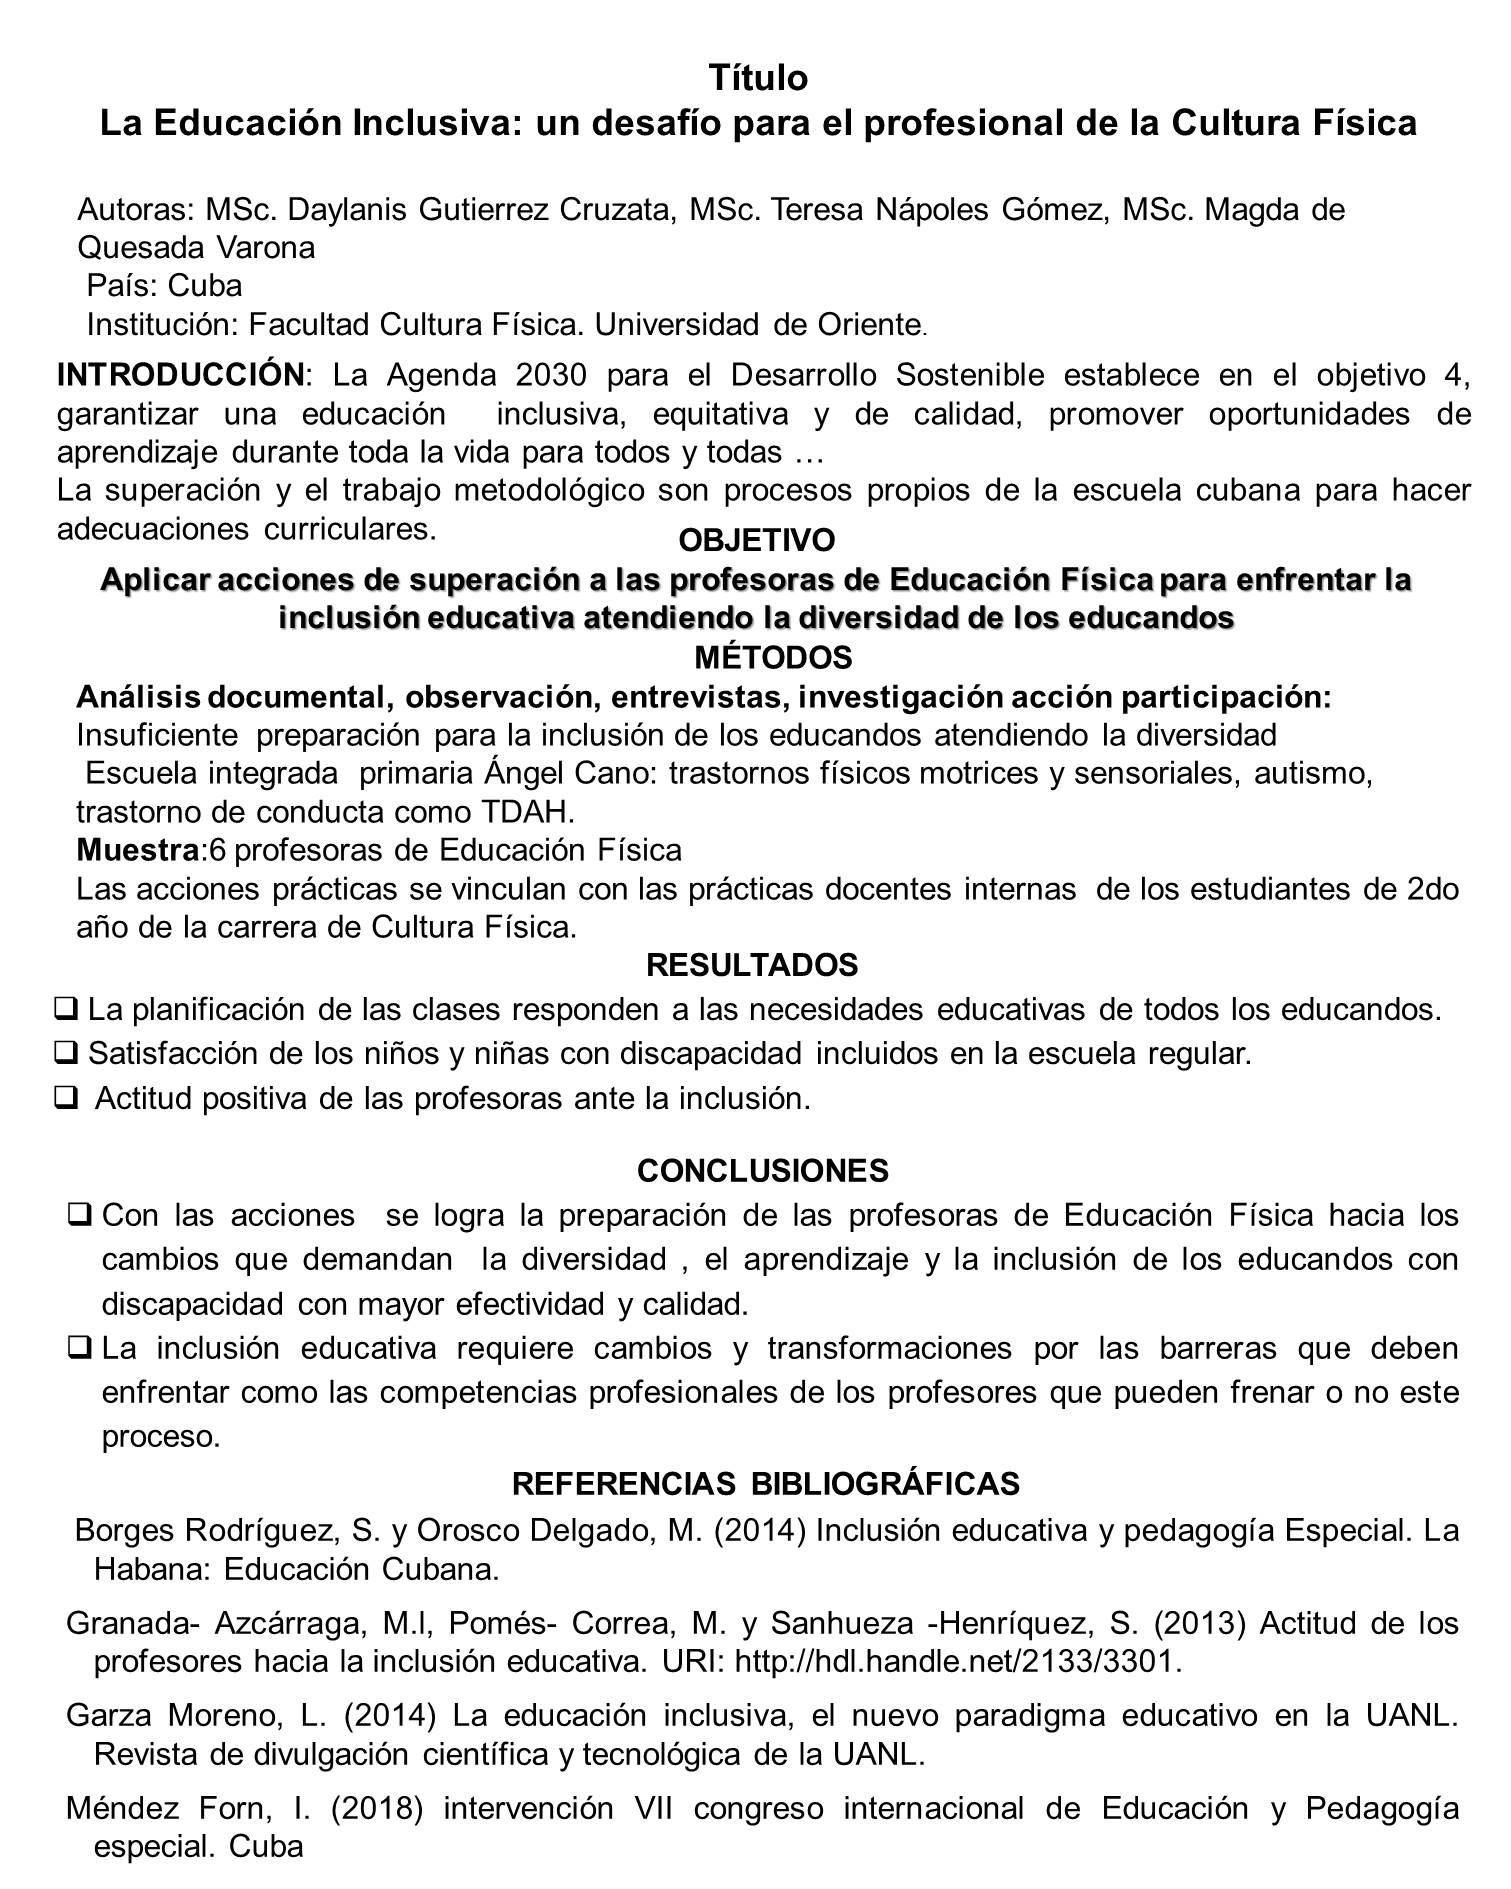 Título
La Educación Inclusiva: un desafío para el profesional de la Cultura Física
Autoras: MSc. Daylanis Gutierrez Cruzata, MSc. Teresa Nápoles Gómez, MSc. Magda de
Quesada Varona
País: Cuba
Institución: Facultad Cultura Física. Universidad de Oriente.
INTRODUCCIÓN: La Agenda 2030 para el Desarrollo Sostenible establece en el objetivo 4,
garantizar una educación inclusiva, equitativa y de calidad, promover oportunidades de
aprendizaje durante toda la vida para todos y todas …
La superación y el trabajo metodológico son procesos propios de la escuela cubana para hacer
adecuaciones curriculares.
OBJETIVO
Aplicar acciones de superación a las profesoras de Educación Física para enfrentar la
inclusión educativa atendiendo la diversidad de los educandos
MÉTODOS
Análisis documental, observación, entrevistas, investigación acción participación:
Insuficiente preparación para la inclusión de los educandos atendiendo la diversidad
Escuela integrada primaria Ángel Cano: trastornos físicos motrices y sensoriales, autismo,
trastorno de conducta como TDAH.
Muestra:6 profesoras de Educación Física
Las acciones prácticas se vinculan con las prácticas docentes internas de los estudiantes de 2do
año de la carrera de Cultura Física.
RESULTADOS
❑ La planificación de las clases responden a las necesidades educativas de todos los educandos.
❑ Satisfacción de los niños y niñas con discapacidad incluidos en la escuela regular.
❑ Actitud positiva de las profesoras ante la inclusión.
CONCLUSIONES
❑ Con las acciones se logra la preparación de las profesoras de Educación Física hacia los
cambios que demandan la diversidad , el aprendizaje y la inclusión de los educandos con
discapacidad con mayor efectividad y calidad.
❑ La inclusión educativa requiere cambios y transformaciones por las barreras que deben
enfrentar como las competencias profesionales de los profesores que pueden frenar o no este
proceso.
REFERENCIAS BIBLIOGRÁFICAS
Borges Rodríguez, S. y Orosco Delgado, M. (2014) Inclusión educativa y pedagogía Especial. La
Habana: Educación Cubana.
Granada- Azcárraga, M.I, Pomés- Correa, M. y Sanhueza -Henríquez, S. (2013) Actitud de los
profesores hacia la inclusión educativa. URI: http://hdl.handle.net/2133/3301.
Garza Moreno, L. (2014) La educación inclusiva, el nuevo paradigma educativo en la UANL.
Revista de divulgación científica y tecnológica de la UANL.
Méndez Forn, I. (2018) intervención VII congreso internacional de Educación y Pedagogía
especial. Cuba